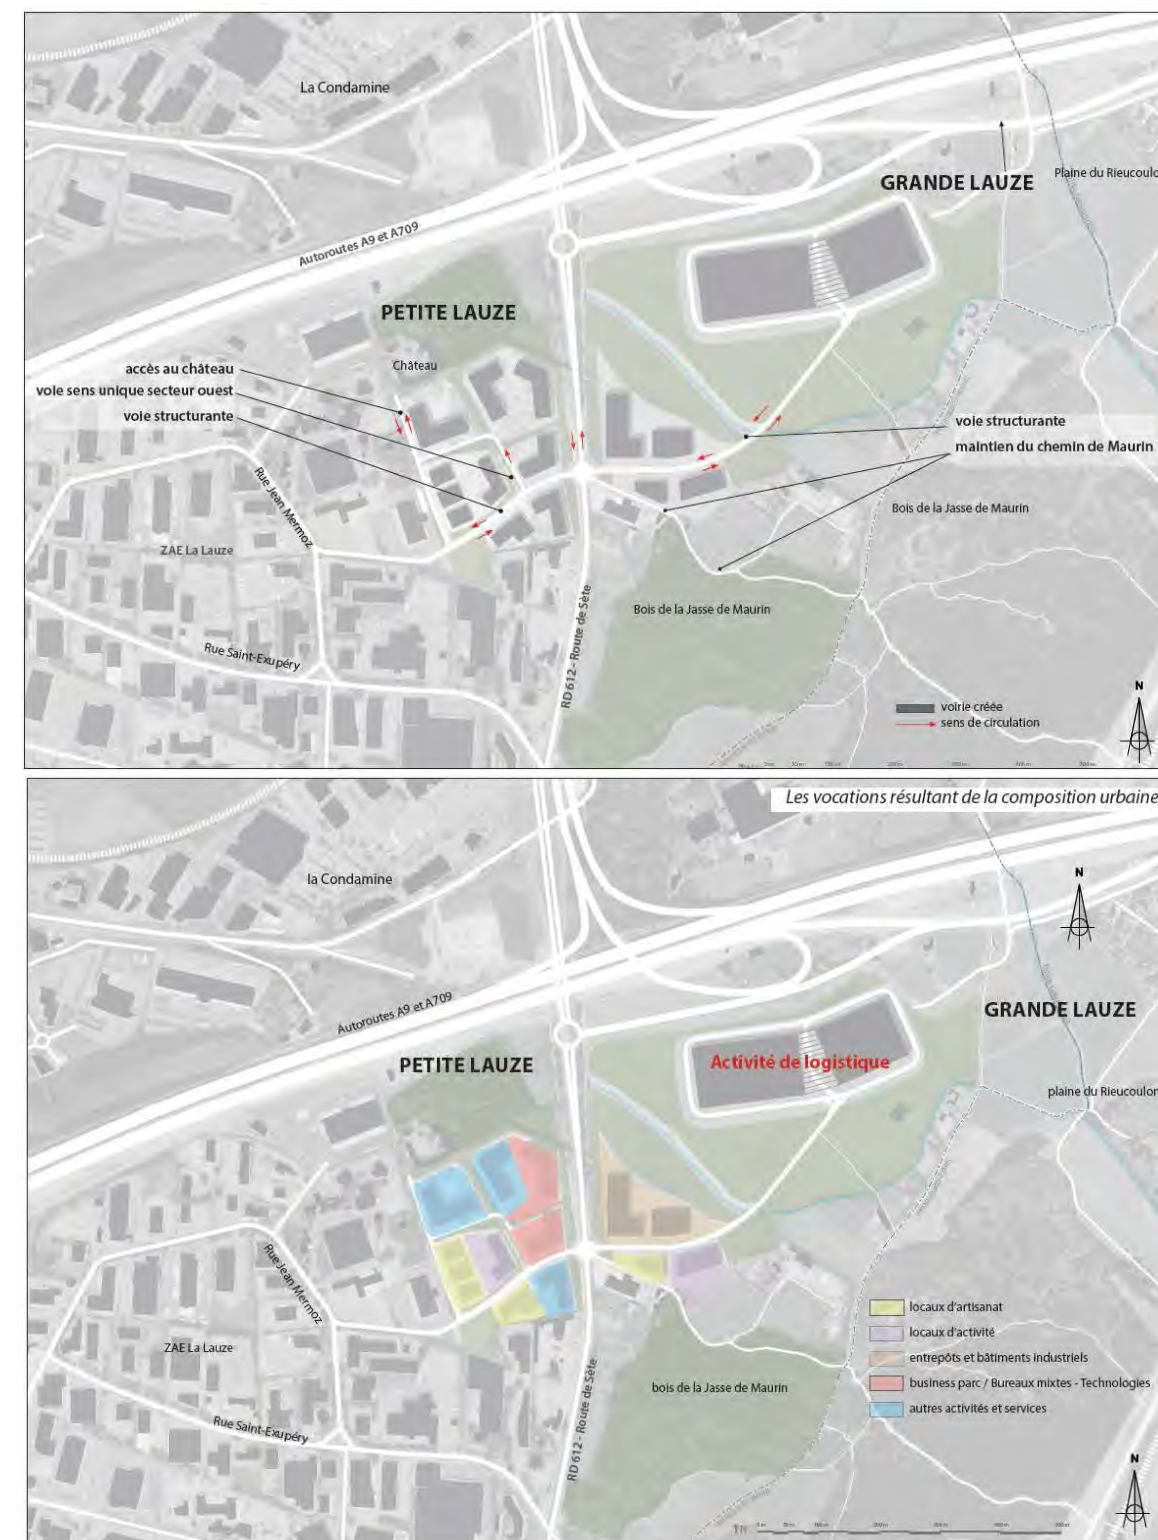 La Condamine
GRANDE LAUZE
Plaine du Rieucoulo
Autoroutes A9 et A709
PETITE LAUZE
Château
accès au château
voie sens unique secteur ouest
voie structurante
voie structurante
maintien du chemin de Maurin
Rue Jean Mermoz
Bois de la Jasse de Maurin
ZAE La Lauze
Bois de la Jasse de Maurin
Rue Saint-Exupéry
RD 612 - Route de Sète
N
voirie créée
sens de circulation
Les vocations résultant de la composition urbaine
la Condamine
N
GRANDE LAUZE
Autoroutes A9 et A709
PETITE LAUZE
Activité de logistique
plaine du Rieucoulon
Rue Jean Mermoz
locaux d'artisanat
locaux d'activité
ZAE La Lauze
entrepôts et bâtiments industriels
business parc / Bureaux mixtes - Technologies
bois de la Jasse de Maurin
autres activités et services
Rue Saint-Exupéry
RD 612 - Route de Sète
N